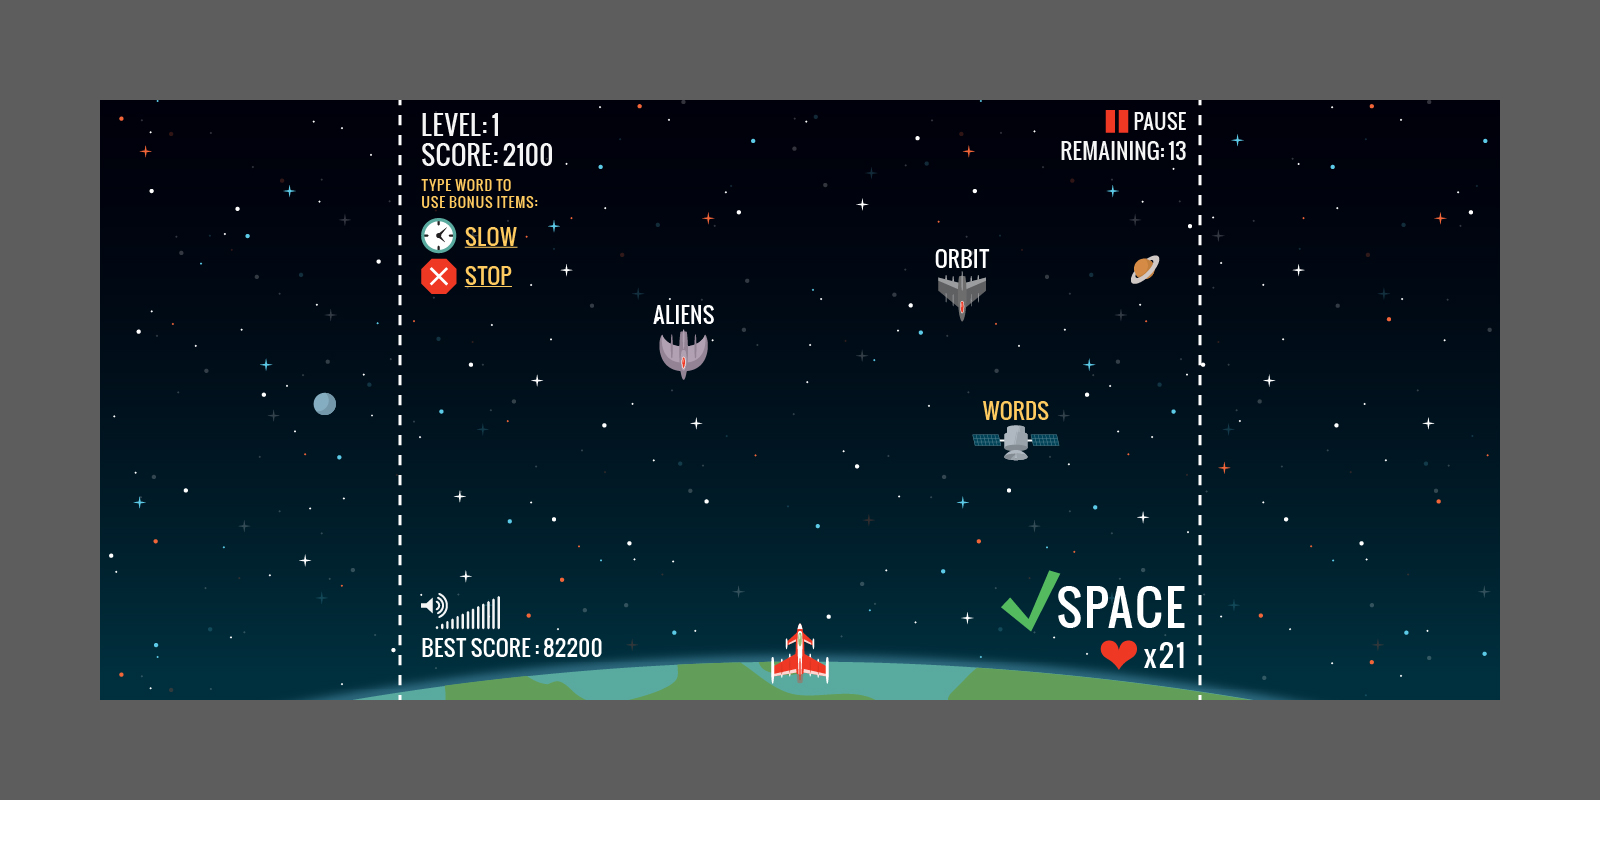 LEVEL: 1
SCORE: 2100
TYPE WORD TO
USE BONUS ITEMS:
SLOW
STOP
PAUSE
REMAINING: 13
ORBIT
ALIENS
WORDS
SPACE
x21
BEST SCORE : 82200